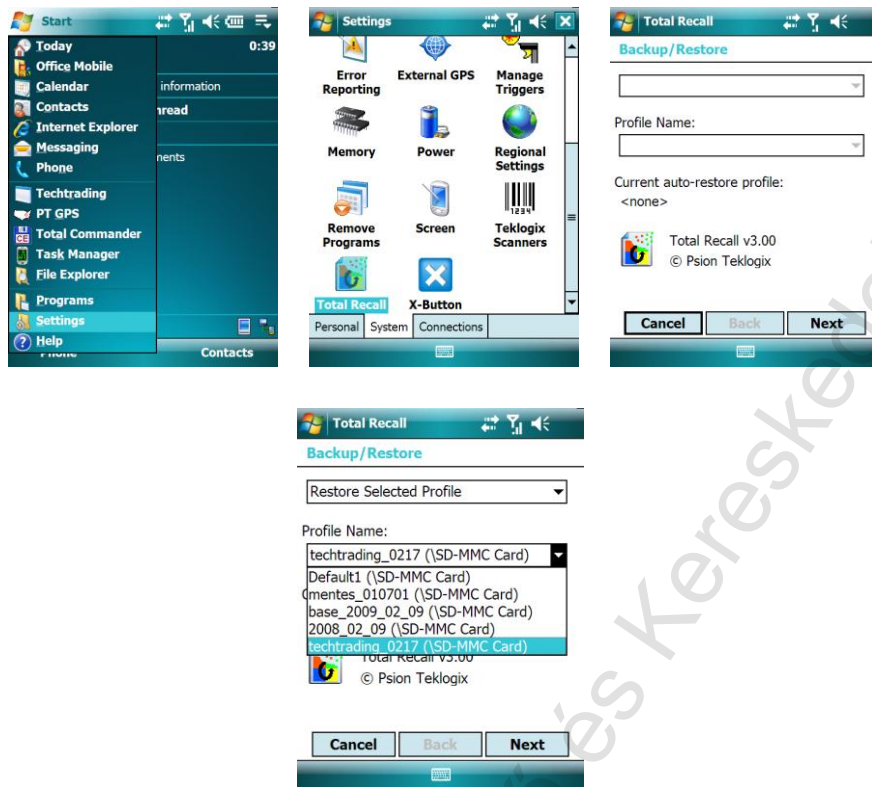 Start
Today
0:39
Office Mobile
Calendar
information
Contacts
Internet Explorer
Messaging
Phone
Techtrading
PT GPS
Total Commander
Task Manager
File Explorer
Programs
Settings
Help
Phone
Contacts
Settings
Error Reporting
External GPS
Manage Triggers
Memory
Power
Regional Settings
Remove Programs
Screen
1234
Teklogix Scanners
Total Recall
X-Button
Personal System Connections
Total Recall
Backup/Restore
Profile Name:
Current auto-restore profile:
<none>
Total Recall v3.00
© Psion Teklogix
Cancel Back Next
Total Recall
Backup/Restore
Restore Selected Profile
Profile Name:
techtrading_0217 (\SD-MMC Card)
Default1 (\SD-MMC Card)
mentes_010701 (\SD-MMC Card)
base_2009_02_09 (\SD-MMC Card)
2008_02_09 (\SD-MMC Card)
techtrading_0217 (\SD-MMC Card)
Total Recall v3.00
© Psion Teklogix
Cancel Back Next
és Keresked